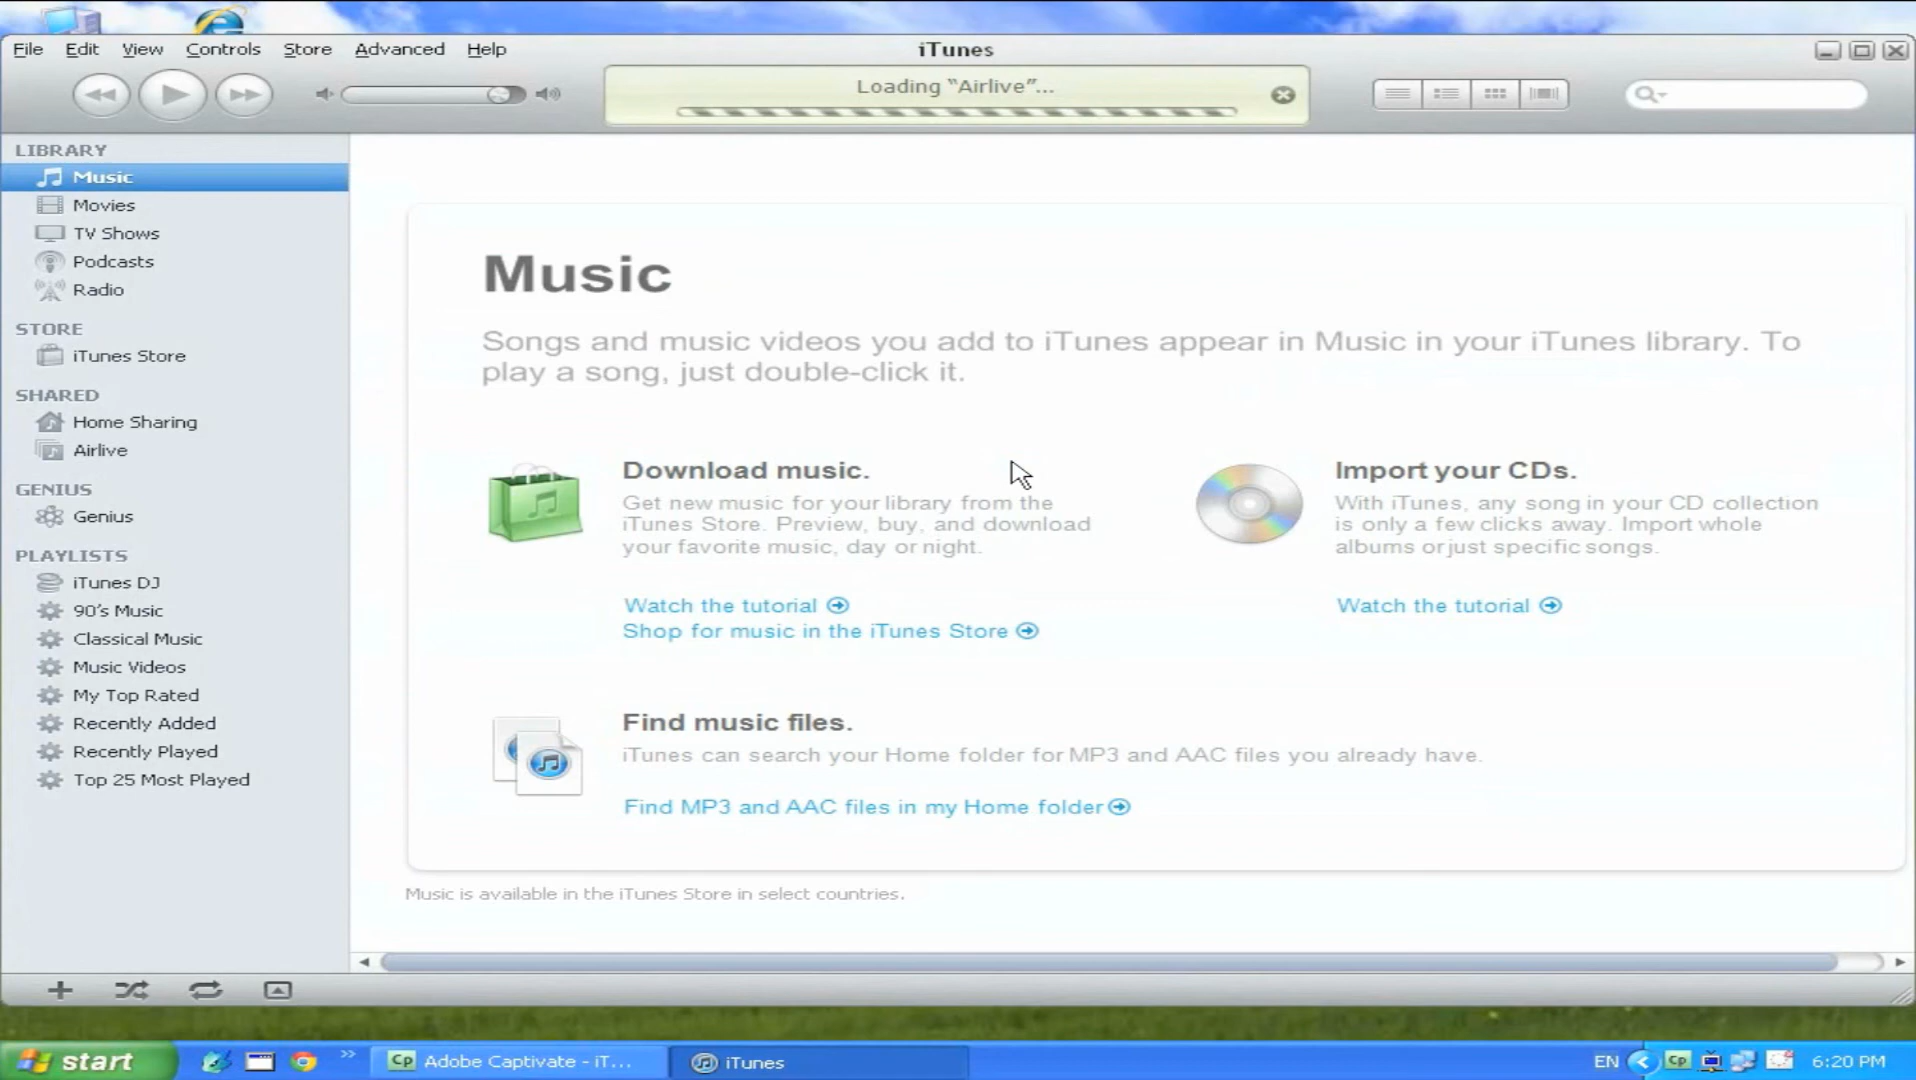 File Edit View Controls Store Advanced Help
iTunes
Loading “Airlive”...
LIBRARY
Music
Movies
TV Shows
Podcasts
Radio
STORE
iTunes Store
SHARED
Home Sharing
Airlive
GENIUS
Genius
PLAYLISTS
iTunes DJ
90’s Music
Classical Music
Music Videos
My Top Rated
Recently Added
Recently Played
Top 25 Most Played
Music
Songs and music videos you add to iTunes appear in Music in your iTunes library. To
play a song, just double-click it.
Download music.
Get new music for your library from the
iTunes Store. Preview, buy, and download
your favorite music, day or night.
Watch the tutorial
Shop for music in the iTunes Store
Import your CDs.
With iTunes, any song in your CD collection
is only a few clicks away. Import whole
albums or just specific songs.
Watch the tutorial
Find music files.
iTunes can search your Home folder for MP3 and AAC files you already have.
Find MP3 and AAC files in my Home folder
Music is available in the iTunes Store in select countries.
start
Cp Adobe Captivate - iT...
iTunes
EN
Cp
6:20 PM